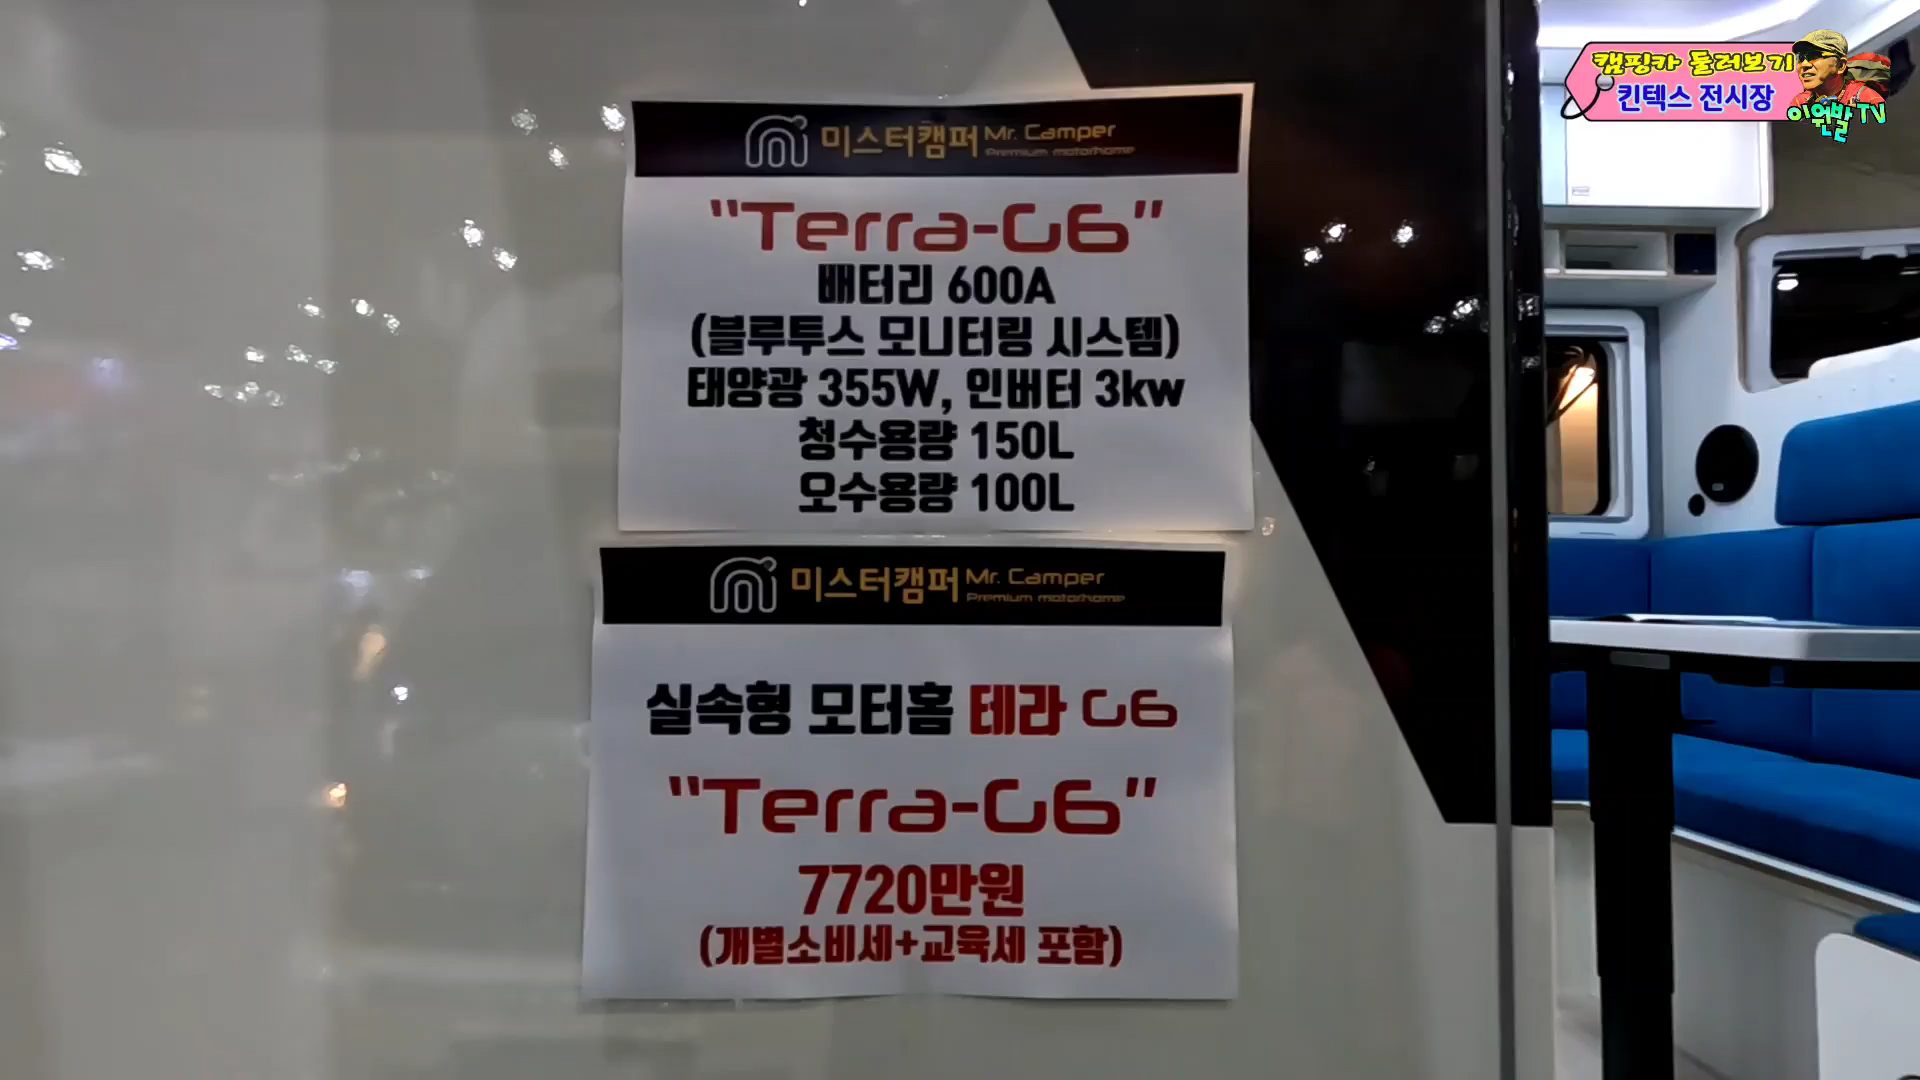 캠핑카 둘러보기
킨텍스 전시장
이원발TV
미스터캠퍼 Mr. Camper
Premium motorhome
"Terra-G6"
배터리 600A
(블루투스 모니터링 시스템)
태양광 355W, 인버터 3kw
청수용량 150L
오수용량 100L
미스터캠퍼 Mr. Camper
Premium motorhome
실속형 모터홈 테라 G6
"Terra-G6"
7720만원
(개별소비세+교육세 포함)